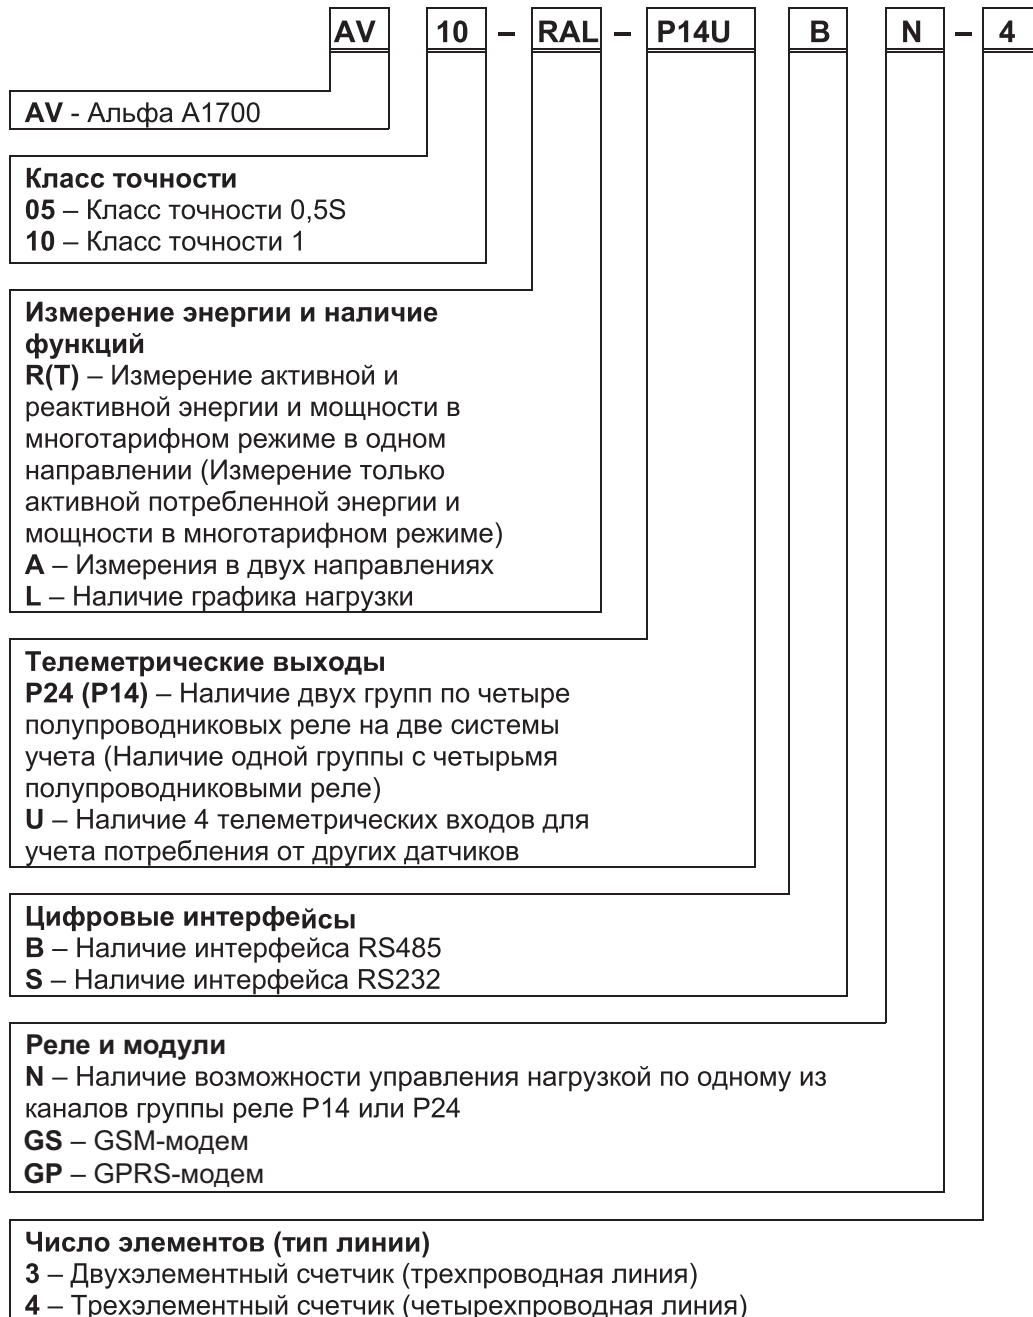 AV 10 – RAL – P14U B N – 4
AV - Альфа А1700
Класс точности
05 – Класс точности 0,5S
10 – Класс точности 1
Измерение энергии и наличие
функций
R(T) – Измерение активной и
реактивной энергии и мощности в
многотарифном режиме в одном
направлении (Измерение только
активной потребленной энергии и
мощности в многотарифном режиме)
A – Измерения в двух направлениях
L – Наличие графика нагрузки
Телеметрические выходы
P24 (P14) – Наличие двух групп по четыре
полупроводниковых реле на две системы
учета (Наличие одной группы с четырьмя
полупроводниковыми реле)
U – Наличие 4 телеметрических входов для
учета потребления от других датчиков
Цифровые интерфейсы
B – Наличие интерфейса RS485
S – Наличие интерфейса RS232
Реле и модули
N – Наличие возможности управления нагрузкой по одному из
каналов группы реле P14 или P24
GS – GSM-модем
GP – GPRS-модем
Число элементов (тип линии)
3 – Двухэлементный счетчик (трехпроводная линия)
4 – Трехэлементный счетчик (четырехпроводная линия)